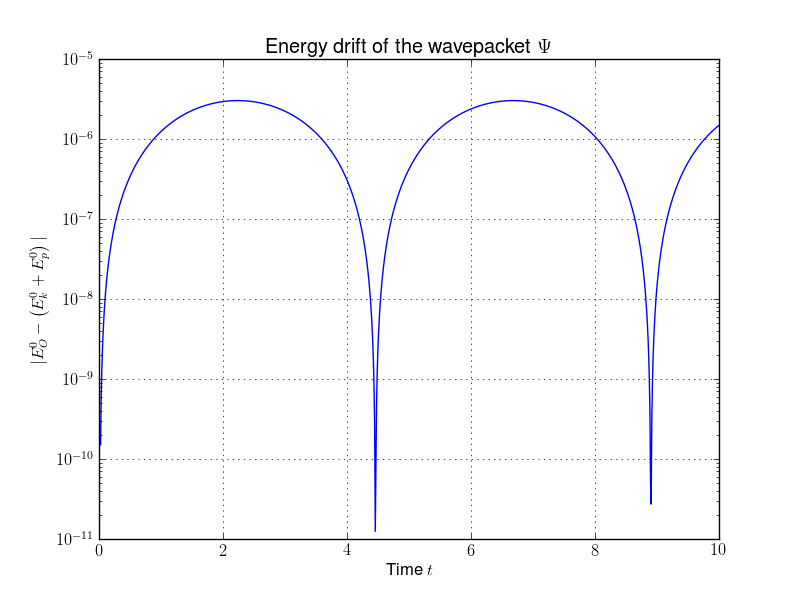 Energy drift of the wavepacket Ψ
10⁻⁵
10⁻⁶
10⁻⁷
10⁻⁸
10⁻⁹
10⁻¹⁰
10⁻¹¹
|E_O^0 − (E_k^0 + E_p^0) |
0 2 4 6 8 10
Time t